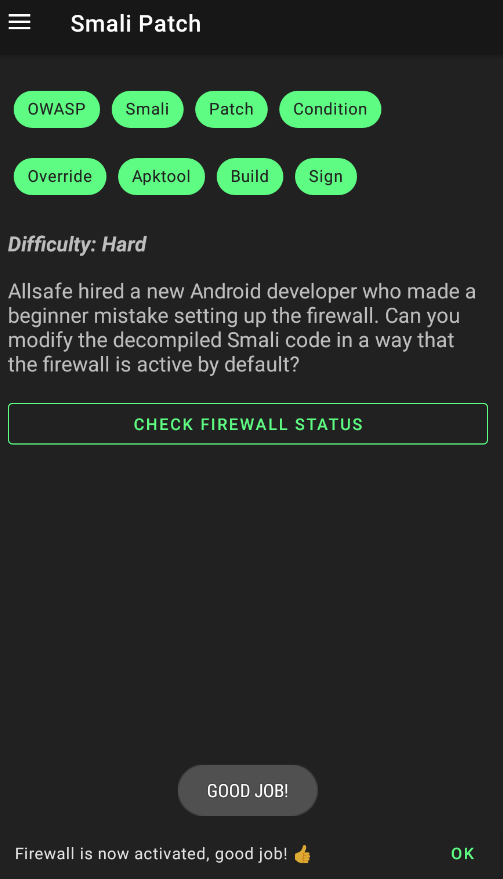 Smali Patch
OWASP Smali Patch Condition
Override Apktool Build Sign
Difficulty: Hard
Allsafe hired a new Android developer who made a
beginner mistake setting up the firewall. Can you
modify the decompiled Smali code in a way that
the firewall is active by default?
CHECK FIREWALL STATUS
GOOD JOB!
Firewall is now activated, good job! 👍 OK